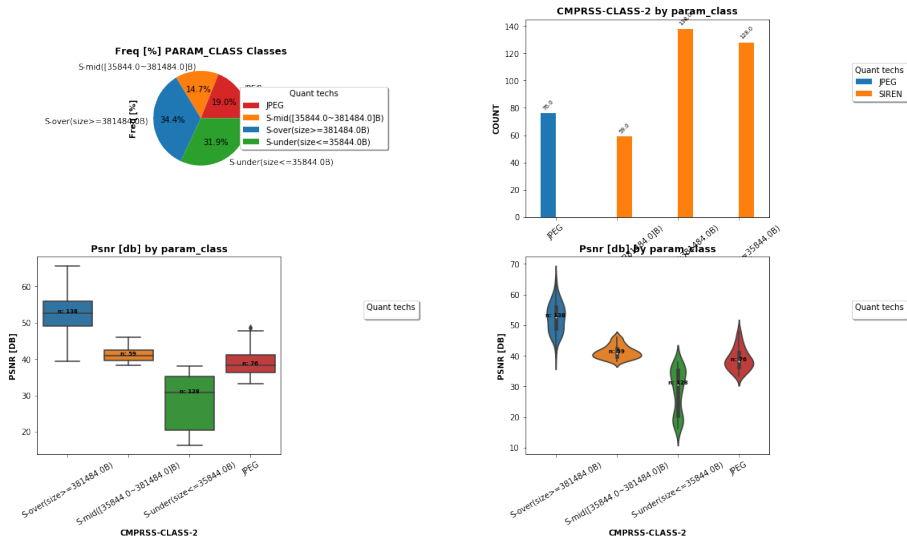 Freq [%] PARAM_CLASS Classes
S-mid([35844.0~381484.0]B)
14.7%
19.0%
34.4%
31.9%
S-over(size>=381484.0B)
Freq [%]
S-under(size<=35844.0B)
Quant techs
JPEG
S-mid([35844.0~381484.0]B)
S-over(size>=381484.0B)
S-under(size<=35844.0B)
CMPRSS-CLASS-2 by param_class
COUNT
140
120
100
80
60
40
20
0
76.0
59.0
138.0
128.0
JPEG
Quant techs
JPEG
SIREN
Psnr [db] by param_class
PSNR [DB]
60
50
40
30
20
n: 138
n: 59
n: 128
n: 76
S-over(size>=381484.0B)
S-mid([35844.0~381484.0]B)
S-under(size<=35844.0B)
JPEG
CMPRSS-CLASS-2
Quant techs
Psnr [db] by param_class
PSNR [DB]
70
60
50
40
30
20
10
n: 138
n: 59
n: 128
n: 76
S-over(size>=381484.0B)
S-mid([35844.0~381484.0]B)
S-under(size<=35844.0B)
JPEG
CMPRSS-CLASS-2
Quant techs